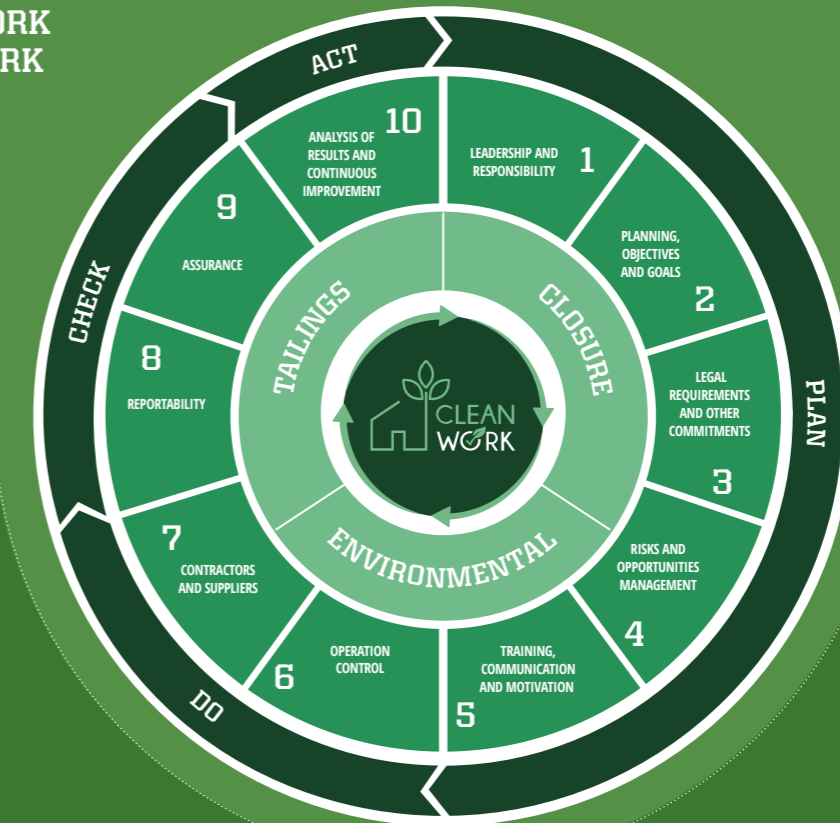 ACT
10
ANALYSIS OF
RESULTS AND
CONTINUOUS
IMPROVEMENT
LEADERSHIP AND
RESPONSIBILITY
1
PLANNING,
OBJECTIVES
AND GOALS
2
LEGAL
REQUIREMENTS
AND OTHER
COMMITMENTS
3
PLAN
RISKS AND
OPPORTUNITIES
MANAGEMENT
4
TRAINING,
COMMUNICATION
AND MOTIVATION
5
OPERATION
CONTROL
6
DO
7
CONTRACTORS
AND SUPPLIERS
8
REPORTABILITY
CHECK
9
ASSURANCE
TAILINGS
CLOSURE
ENVIRONMENTAL
CLEAN
WORK